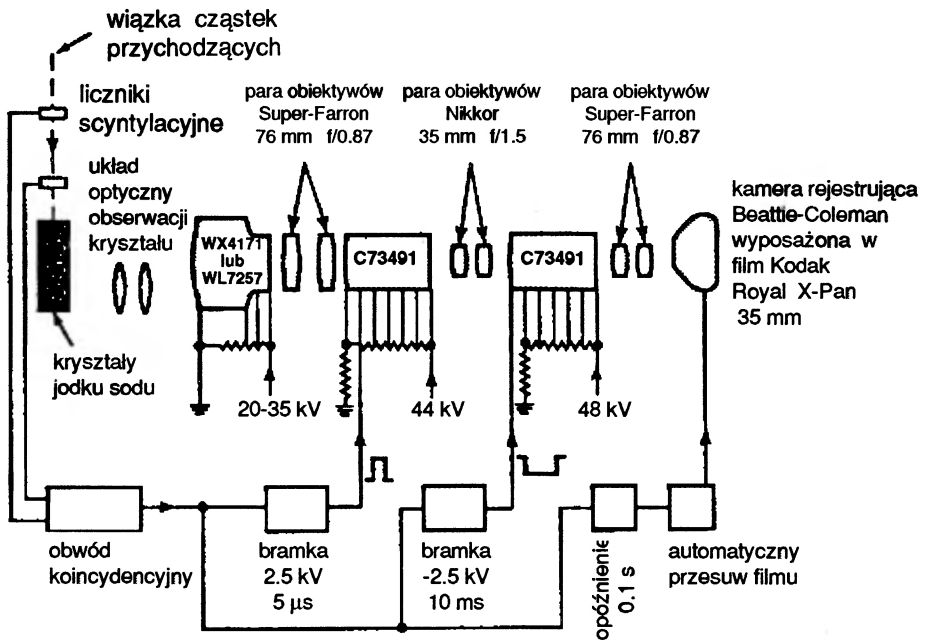 wiązka cząstek
przychodzących
liczniki
scyntylacyjne
układ
optyczny
obserwacji
kryształu
kryształy
jodku sodu
para obiektywów
Super-Farron
76 mm f/0.87
para obiektywów
Nikkor
35 mm f/1.5
para obiektywów
Super-Farron
76 mm f/0.87
WX4171
lub
WL7257
C73491
C73491
kamera rejestrująca
Beattie-Coleman
wyposażona w
film Kodak
Royal X-Pan
35 mm
20-35 kV
44 kV
48 kV
obwód
koincydencyjny
bramka
2.5 kV
5 μs
bramka
-2.5 kV
10 ms
opóźnienie
0.1 s
automatyczny
przesuw filmu